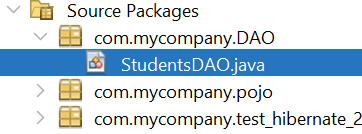 Source Packages
com.mycompany.DAO
StudentsDAO.java
com.mycompany.pojo
com.mycompany.test_hibernate_2